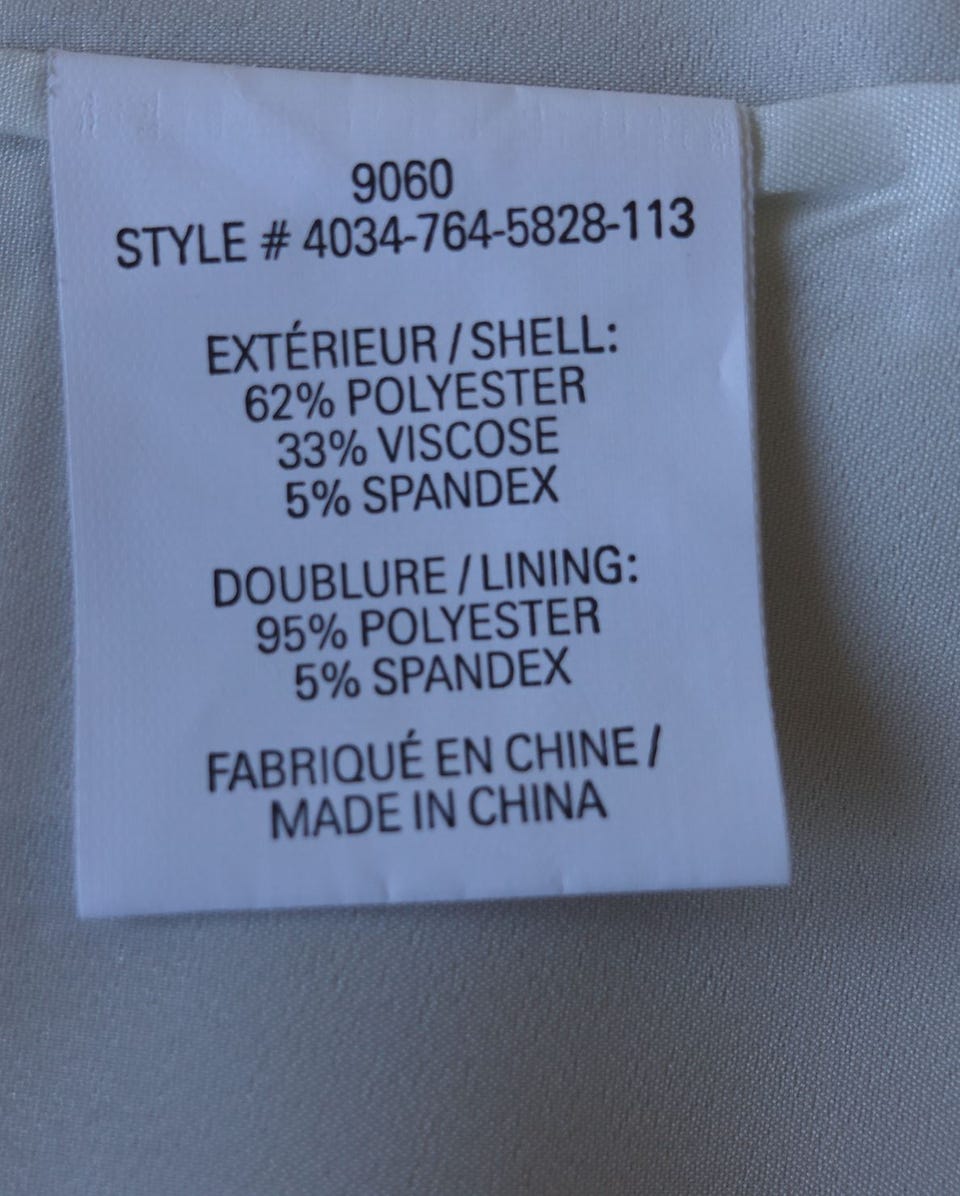 9060
STYLE # 4034-764-5828-113
EXTÉRIEUR / SHELL:
62% POLYESTER
33% VISCOSE
5% SPANDEX
DOUBLURE / LINING:
95% POLYESTER
5% SPANDEX
FABRIQUÉ EN CHINE /
MADE IN CHINA